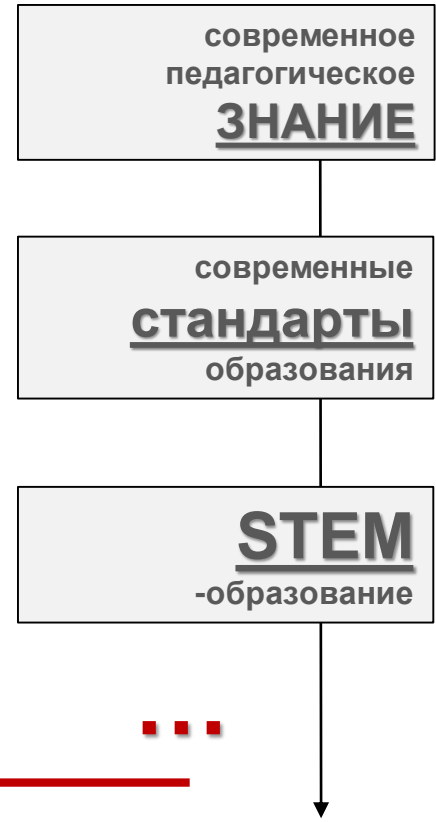 современное
педагогическое
ЗНАНИЕ
современные
стандарты
образования
STEM
-образование
...